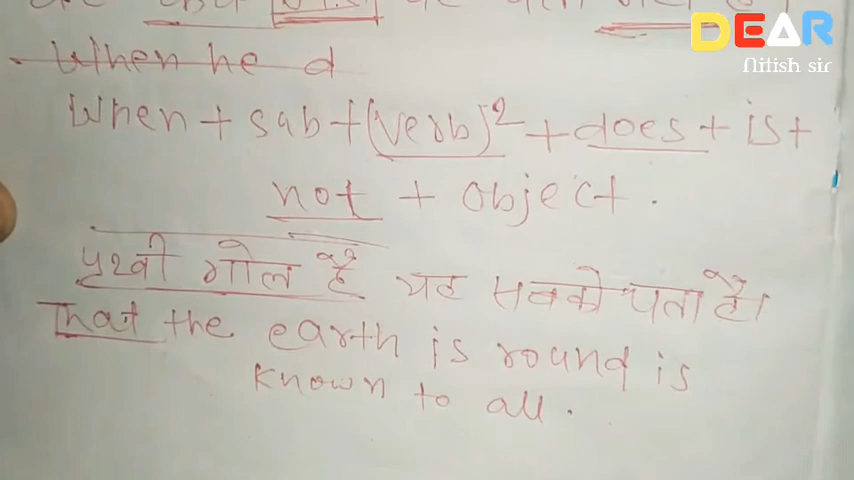 DEAR
Nitish sir
When he d
When + sub + (verb)² + does + is +
not + object.
पृथ्वी गोल है यह सबको पता है।
That the earth is round is
known to all.